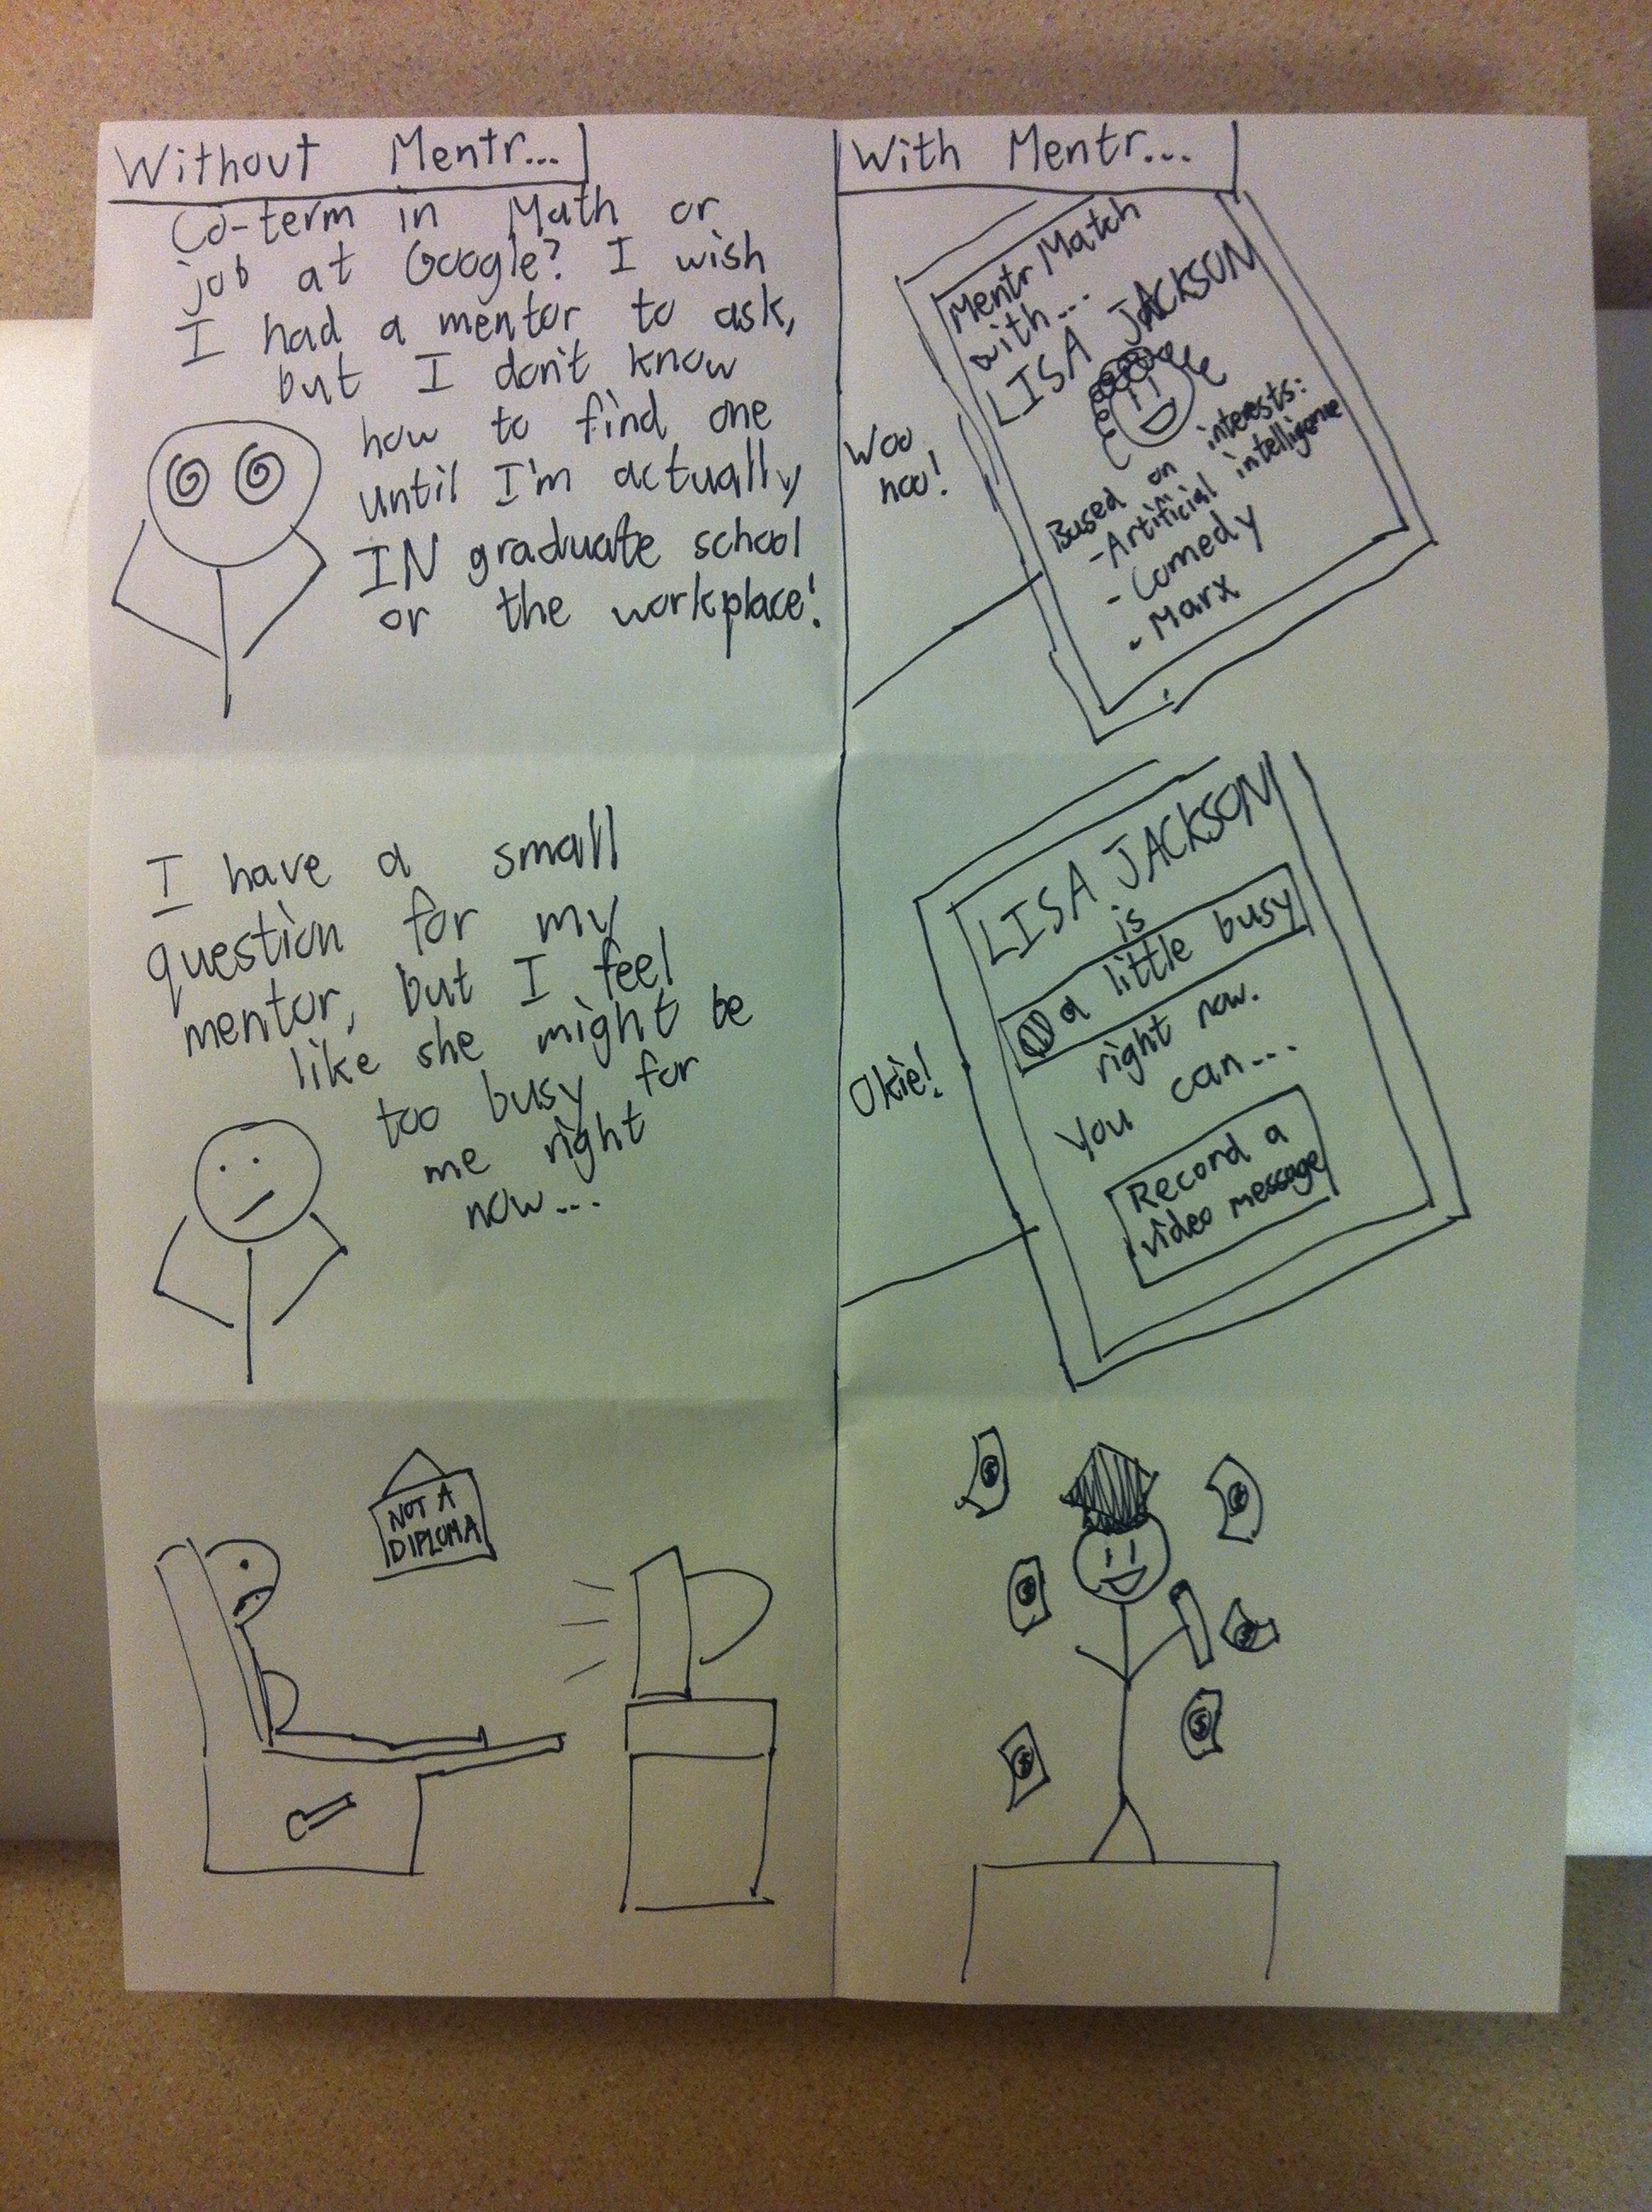 Without Mentr...
Co-term in Math or
job at Google? I wish
I had a mentor to ask,
but I don't know
how to find one
until I'm actually
IN graduate school
or the workplace!
With Mentr...
Mentr Match
with...
LISA JACKSON
Based on interests:
-Artificial intelligence
-Comedy
-Marx
Woo
hoo!
I have a small
question for my
mentor, but I feel
like she might be
too busy for
me right
now...
LISA JACKSON
is
a little busy
right now.
You can...
Record a
video message
Okie!
NOT A
DIPLOMA
$
$
$
$
$
$